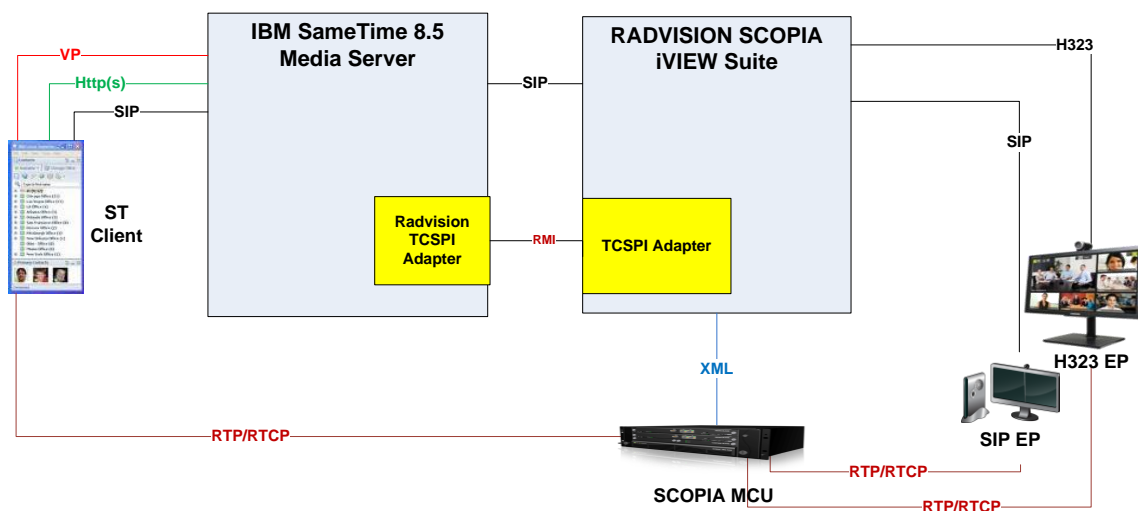 IBM SameTime 8.5
Media Server
RADVISION SCOPIA
iVIEW Suite
H323
VP
Http(s)
SIP
SIP
SIP
ST
Client
Radvision
TCSPI
Adapter
RMI
TCSPI Adapter
XML
H323 EP
SIP EP
RTP/RTCP
RTP/RTCP
RTP/RTCP
SCOPIA MCU